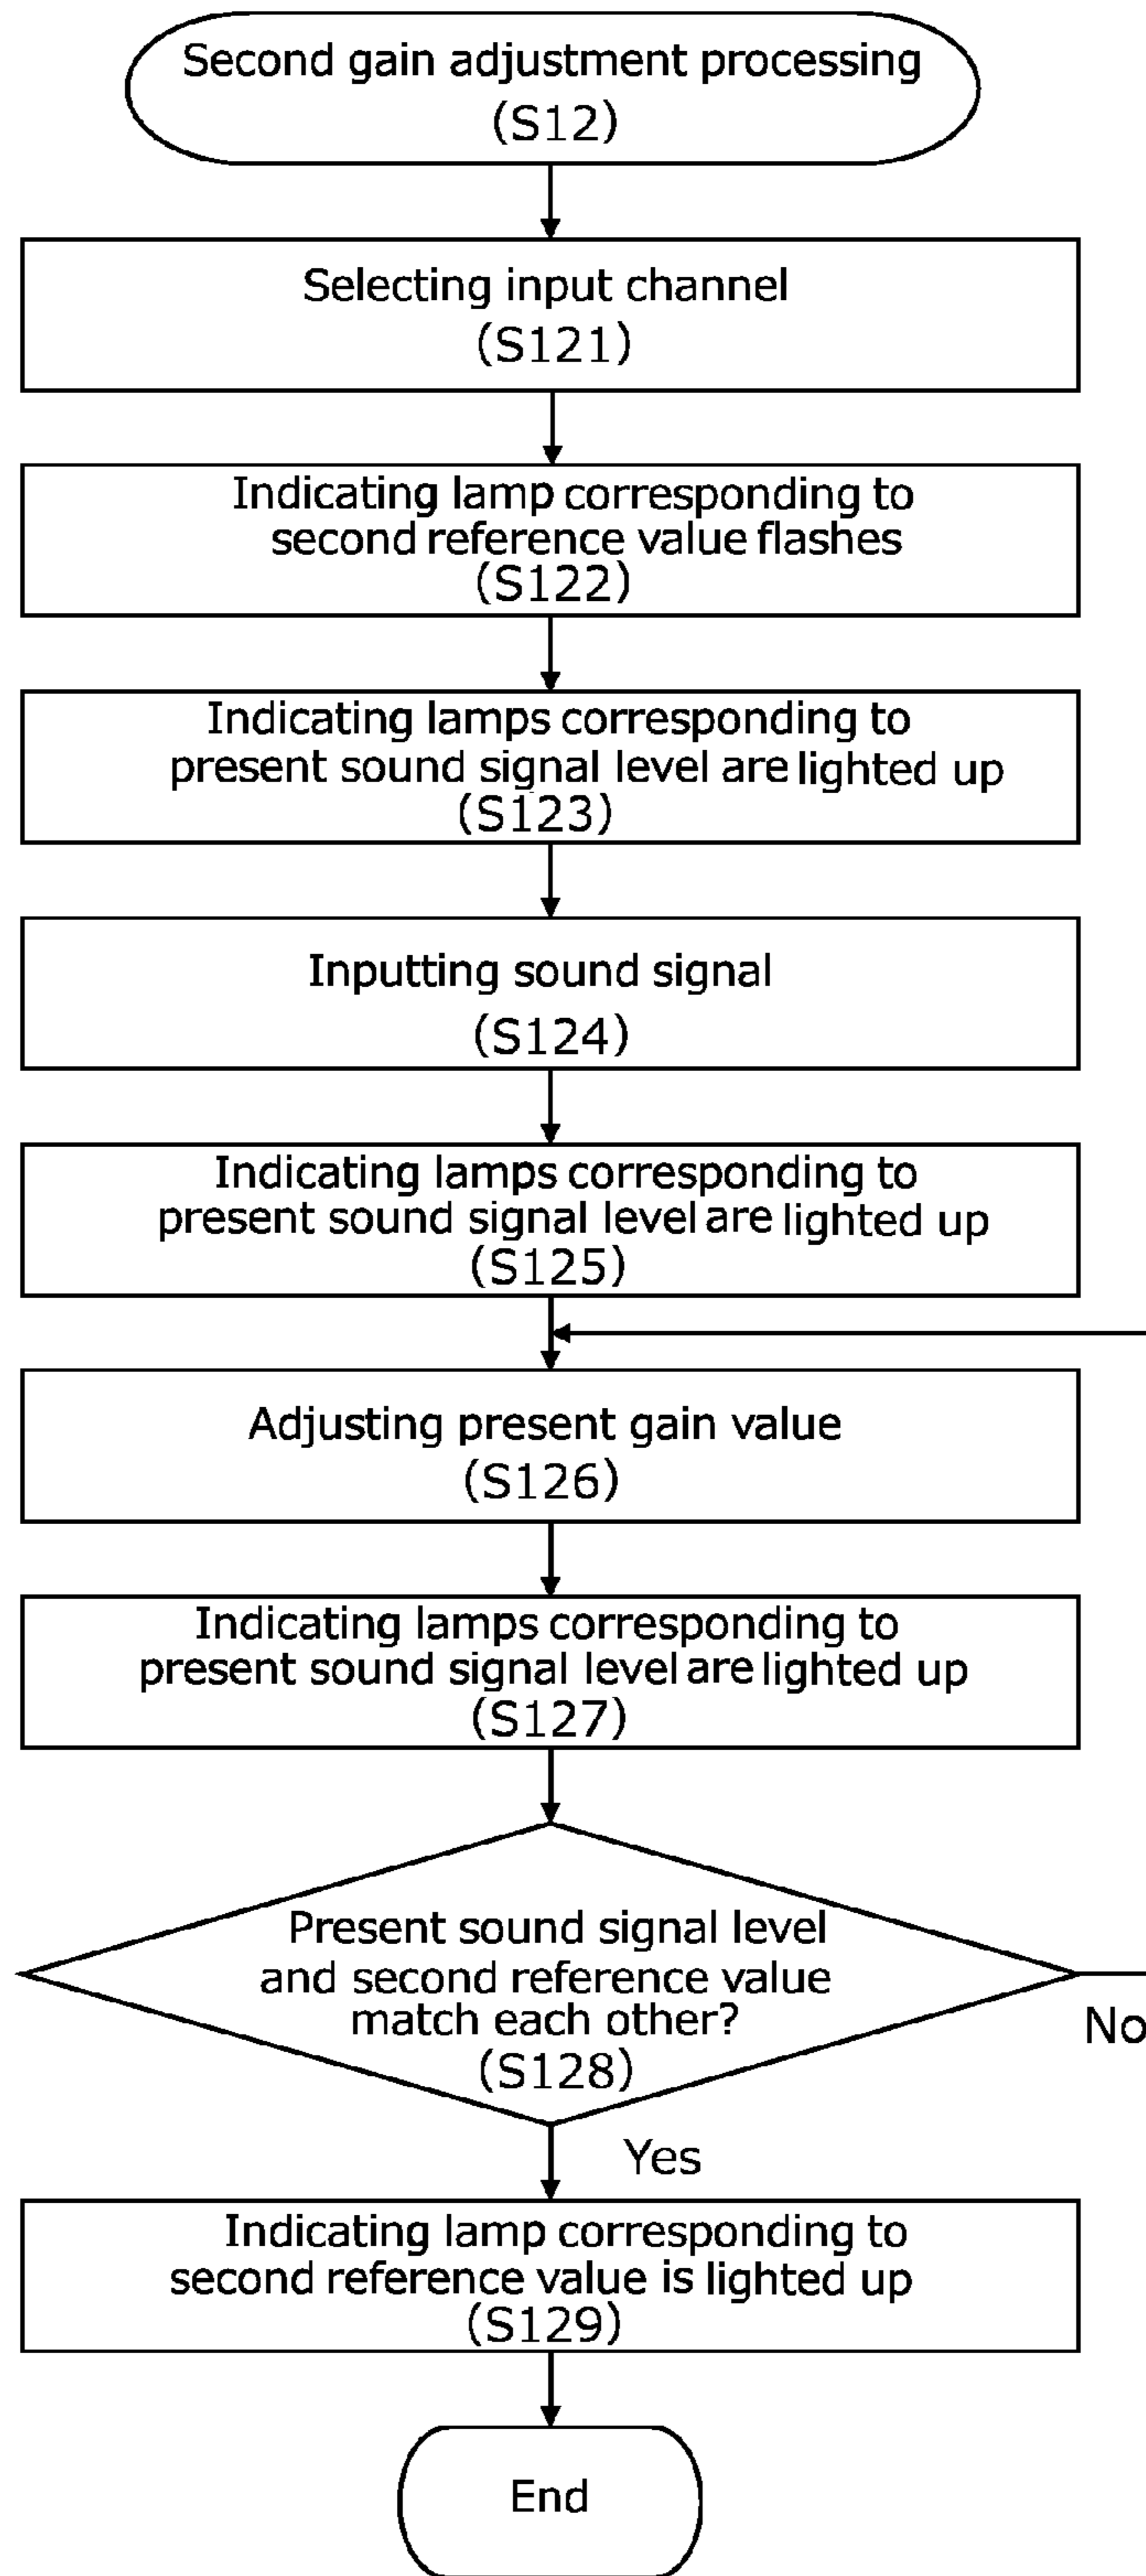 Second gain adjustment processing
(S12)
Selecting input channel
(S121)
Indicating lamp corresponding to
second reference value flashes
(S122)
Indicating lamps corresponding to
present sound signal level are lighted up
(S123)
Inputting sound signal
(S124)
Indicating lamps corresponding to
present sound signal level are lighted up
(S125)
Adjusting present gain value
(S126)
Indicating lamps corresponding to
present sound signal level are lighted up
(S127)
Present sound signal level
and second reference value
match each other?
(S128)
No
Yes
Indicating lamp corresponding to
second reference value is lighted up
(S129)
End